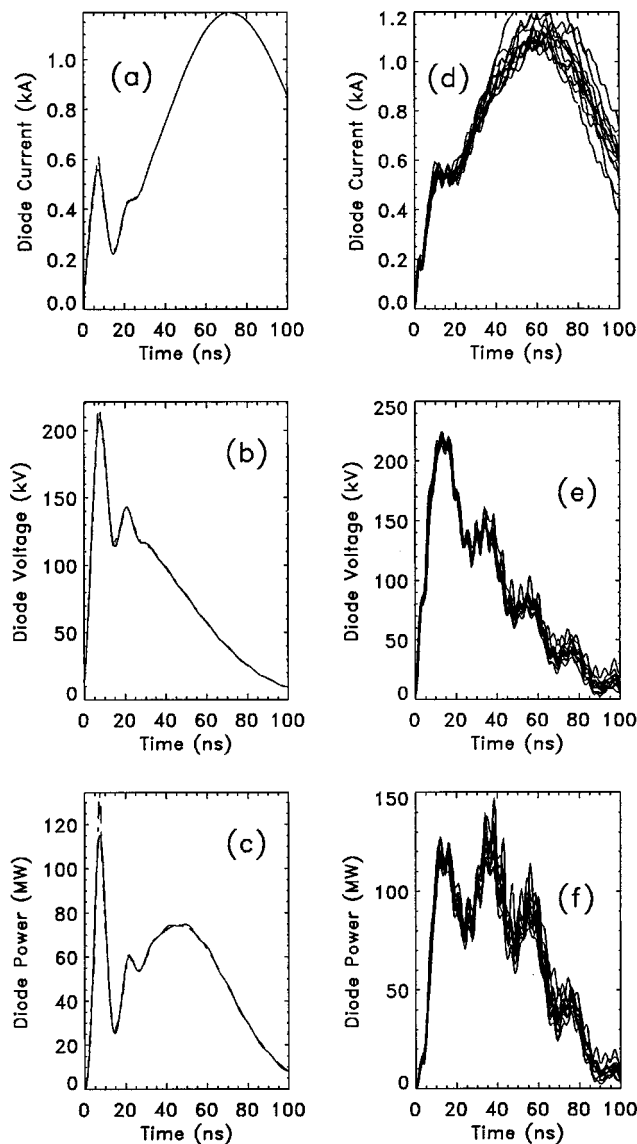 (a)
Diode Current (kA)
1.0
0.8
0.6
0.4
0.2
0.0
0 20 40 60 80 100
Time (ns)
(d)
Diode Current (kA)
1.2
1.0
0.8
0.6
0.4
0.2
0.0
0 20 40 60 80 100
Time (ns)
(b)
Diode Voltage (kV)
200
150
100
50
0
0 20 40 60 80 100
Time (ns)
(e)
Diode Voltage (kV)
250
200
150
100
50
0
0 20 40 60 80 100
Time (ns)
(c)
Diode Power (MW)
120
100
80
60
40
20
0
0 20 40 60 80 100
Time (ns)
(f)
Diode Power (MW)
150
100
50
0
0 20 40 60 80 100
Time (ns)